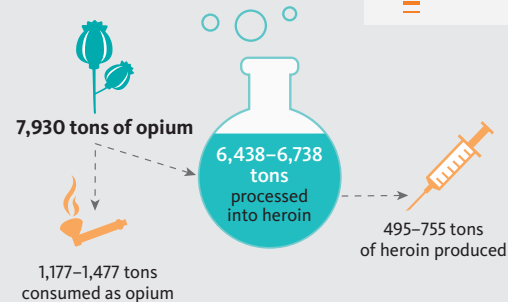 7,930 tons of opium
6,438–6,738
tons
processed
into heroin
495–755 tons
of heroin produced
1,177–1,477 tons
consumed as opium